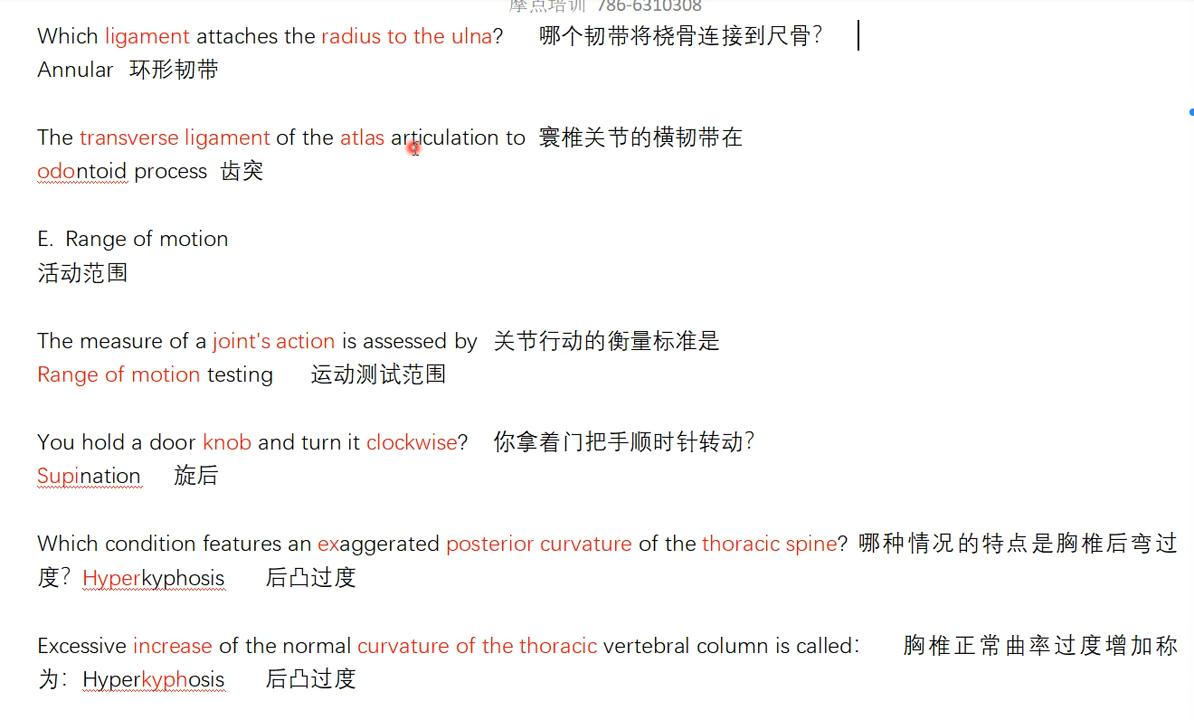 摩点培训 786-6310308
Which ligament attaches the radius to the ulna? 哪个韧带将桡骨连接到尺骨？
Annular 环形韧带
The transverse ligament of the atlas articulation to 寰椎关节的横韧带在
odontoid process 齿突
E. Range of motion
活动范围
The measure of a joint's action is assessed by 关节行动的衡量标准是
Range of motion testing 运动测试范围
You hold a door knob and turn it clockwise? 你拿着门把手顺时针转动？
Supination 旋后
Which condition features an exaggerated posterior curvature of the thoracic spine? 哪种情况的特点是胸椎后弯过
度？Hyperkyphosis 后凸过度
Excessive increase of the normal curvature of the thoracic vertebral column is called： 胸椎正常曲率过度增加称
为：Hyperkyphosis 后凸过度